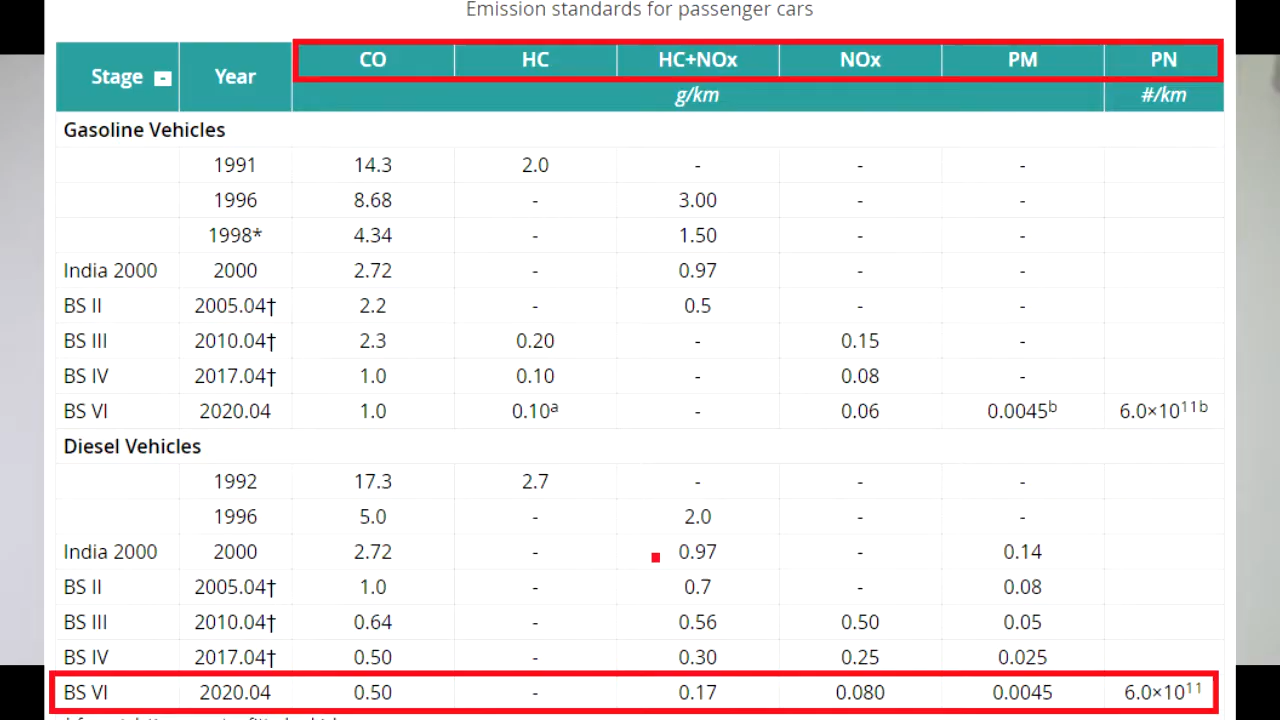 Emission standards for passenger cars
Stage - Year CO HC HC+NOx NOx PM PN
g/km #/km
Gasoline Vehicles
1991 14.3 2.0 - - -
1996 8.68 - 3.00 - -
1998* 4.34 - 1.50 - -
India 2000 2000 2.72 - 0.97 - -
BS II 2005.04† 2.2 - 0.5 - -
BS III 2010.04† 2.3 0.20 - 0.15 -
BS IV 2017.04† 1.0 0.10 - 0.08 -
BS VI 2020.04 1.0 0.10ᵃ - 0.06 0.0045ᵇ 6.0×10¹¹ᵇ
Diesel Vehicles
1992 17.3 2.7 - - -
1996 5.0 - 2.0 - -
India 2000 2000 2.72 - 0.97 - 0.14
BS II 2005.04† 1.0 - 0.7 - 0.08
BS III 2010.04† 0.64 - 0.56 0.50 0.05
BS IV 2017.04† 0.50 - 0.30 0.25 0.025
BS VI 2020.04 0.50 - 0.17 0.080 0.0045 6.0×10¹¹